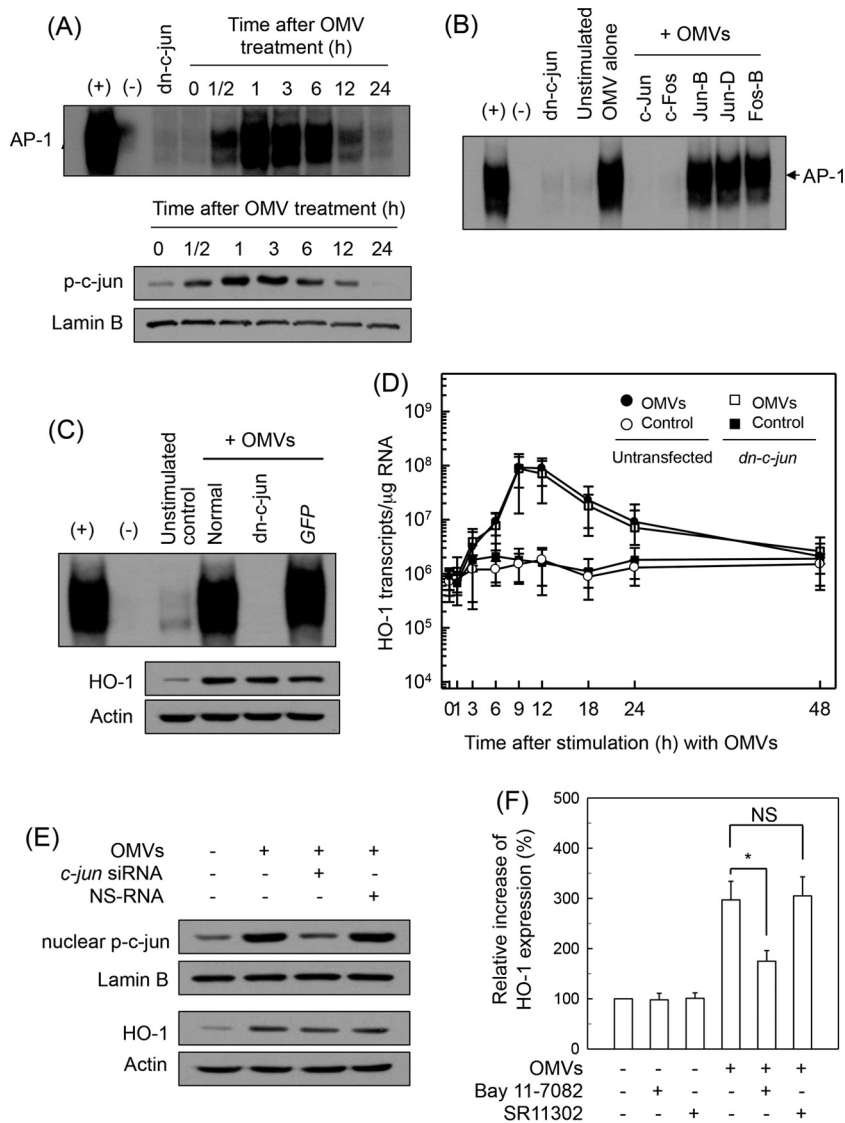 (A)
Time after OMV
treatment (h)
dn-c-jun
(+) (-) 0 1/2 1 3 6 12 24
AP-1
Time after OMV treatment (h)
0 1/2 1 3 6 12 24
p-c-jun
Lamin B
(B)
+ OMVs
(+) (-) dn-c-jun Unstimulated OMV alone c-Jun c-Fos Jun-B Jun-D Fos-B
AP-1
(C)
+ OMVs
(+) (-) Unstimulated control Normal dn-c-jun GFP
HO-1
Actin
(D)
HO-1 transcripts/μg RNA
10⁹
10⁸
10⁷
10⁶
10⁵
10⁴
OMVs OMVs
Control Control
Untransfected dn-c-jun
0 1 3 6 9 12 18 24 48
Time after stimulation (h) with OMVs
(E)
OMVs - + + +
c-jun siRNA - - + -
NS-RNA - - - +
nuclear p-c-jun
Lamin B
HO-1
Actin
(F)
Relative increase of
HO-1 expression (%)
500
400
300
200
100
0
NS
*
OMVs - - - + + +
Bay 11-7082 - + - - + -
SR11302 - - + - - +